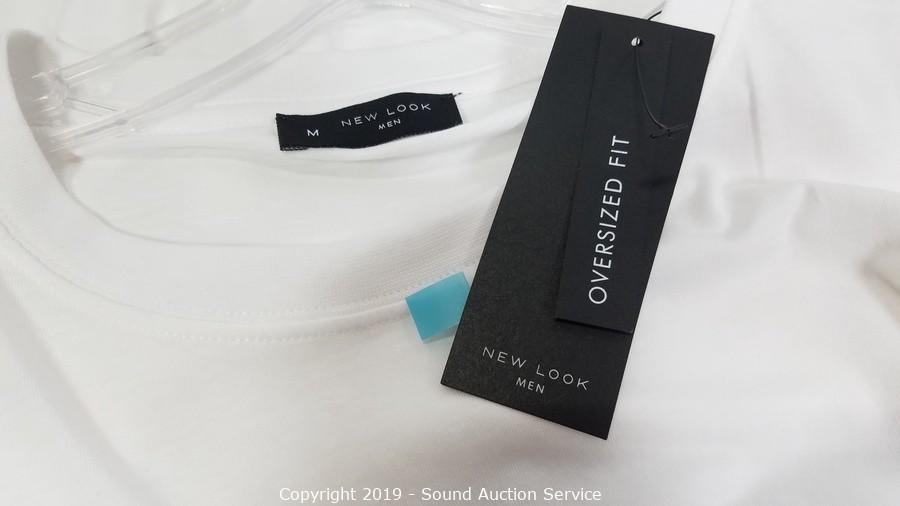 M
NEW LOOK
MEN
OVERSIZED FIT
NEW LOOK
MEN
Copyright 2019 - Sound Auction Service